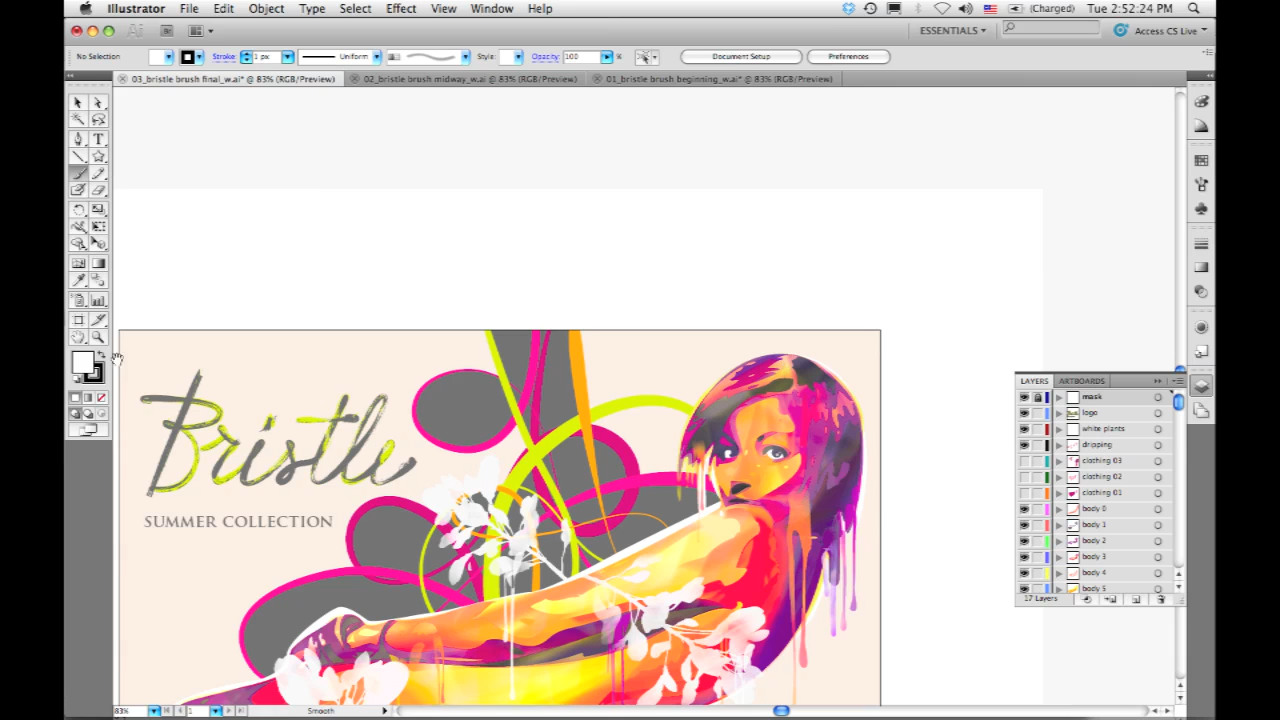 Illustrator File Edit Object Type Select Effect View Window Help (Charged) Tue 2:52:24 PM
Ai ESSENTIALS Access CS Live
No Selection Stroke: 1 px Uniform Style: Opacity: 100 % Document Setup Preferences
03_bristle brush final_w.ai* @ 83% (RGB/Preview) 02_bristle brush midway_w.ai @ 83% (RGB/Preview) 01_bristle brush beginning_w.ai* @ 83% (RGB/Preview)
T
Bristle
SUMMER COLLECTION
LAYERS ARTBOARDS
mask
logo
white plants
dripping
clothing 03
clothing 02
clothing 01
body 0
body 1
body 2
body 3
body 4
body 5
17 Layers
83% 1 Smooth